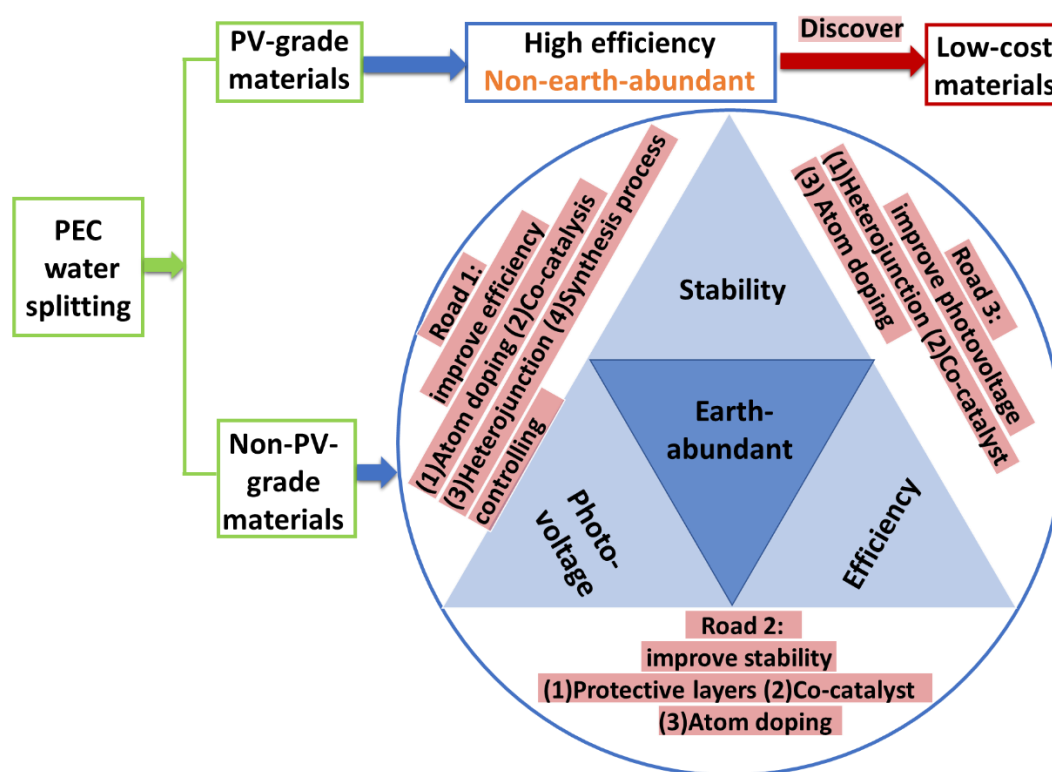 PV-grade
materials
High efficiency
Non-earth-abundant
Discover
Low-cost
materials
PEC
water
splitting
Non-PV-
grade
materials
Road 1:
improve efficiency
(1)Atom doping (2)Co-catalysis
(3)Heterojunction (4)Synthesis process
controlling
Stability
Earth-
abundant
Photo-
voltage
Efficiency
Road 3:
improve photovoltage
(1)Heterojunction (2)Co-catalyst
(3) Atom doping
Road 2:
improve stability
(1)Protective layers (2)Co-catalyst
(3)Atom doping